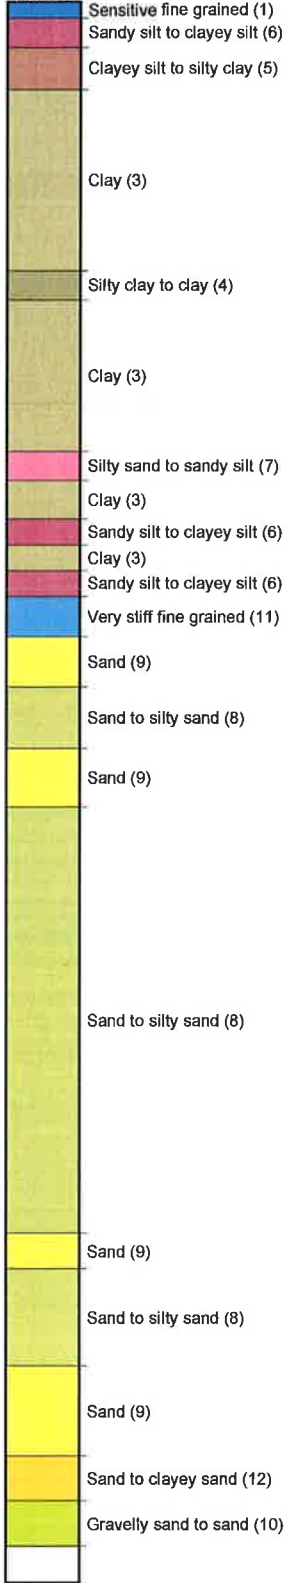 Sensitive fine grained (1)
Sandy silt to clayey silt (6)
Clayey silt to silty clay (5)
Clay (3)
Silty clay to clay (4)
Clay (3)
Silty sand to sandy silt (7)
Clay (3)
Sandy silt to clayey silt (6)
Clay (3)
Sandy silt to clayey silt (6)
Very stiff fine grained (11)
Sand (9)
Sand to silty sand (8)
Sand (9)
Sand to silty sand (8)
Sand (9)
Sand to silty sand (8)
Sand (9)
Sand to clayey sand (12)
Gravelly sand to sand (10)